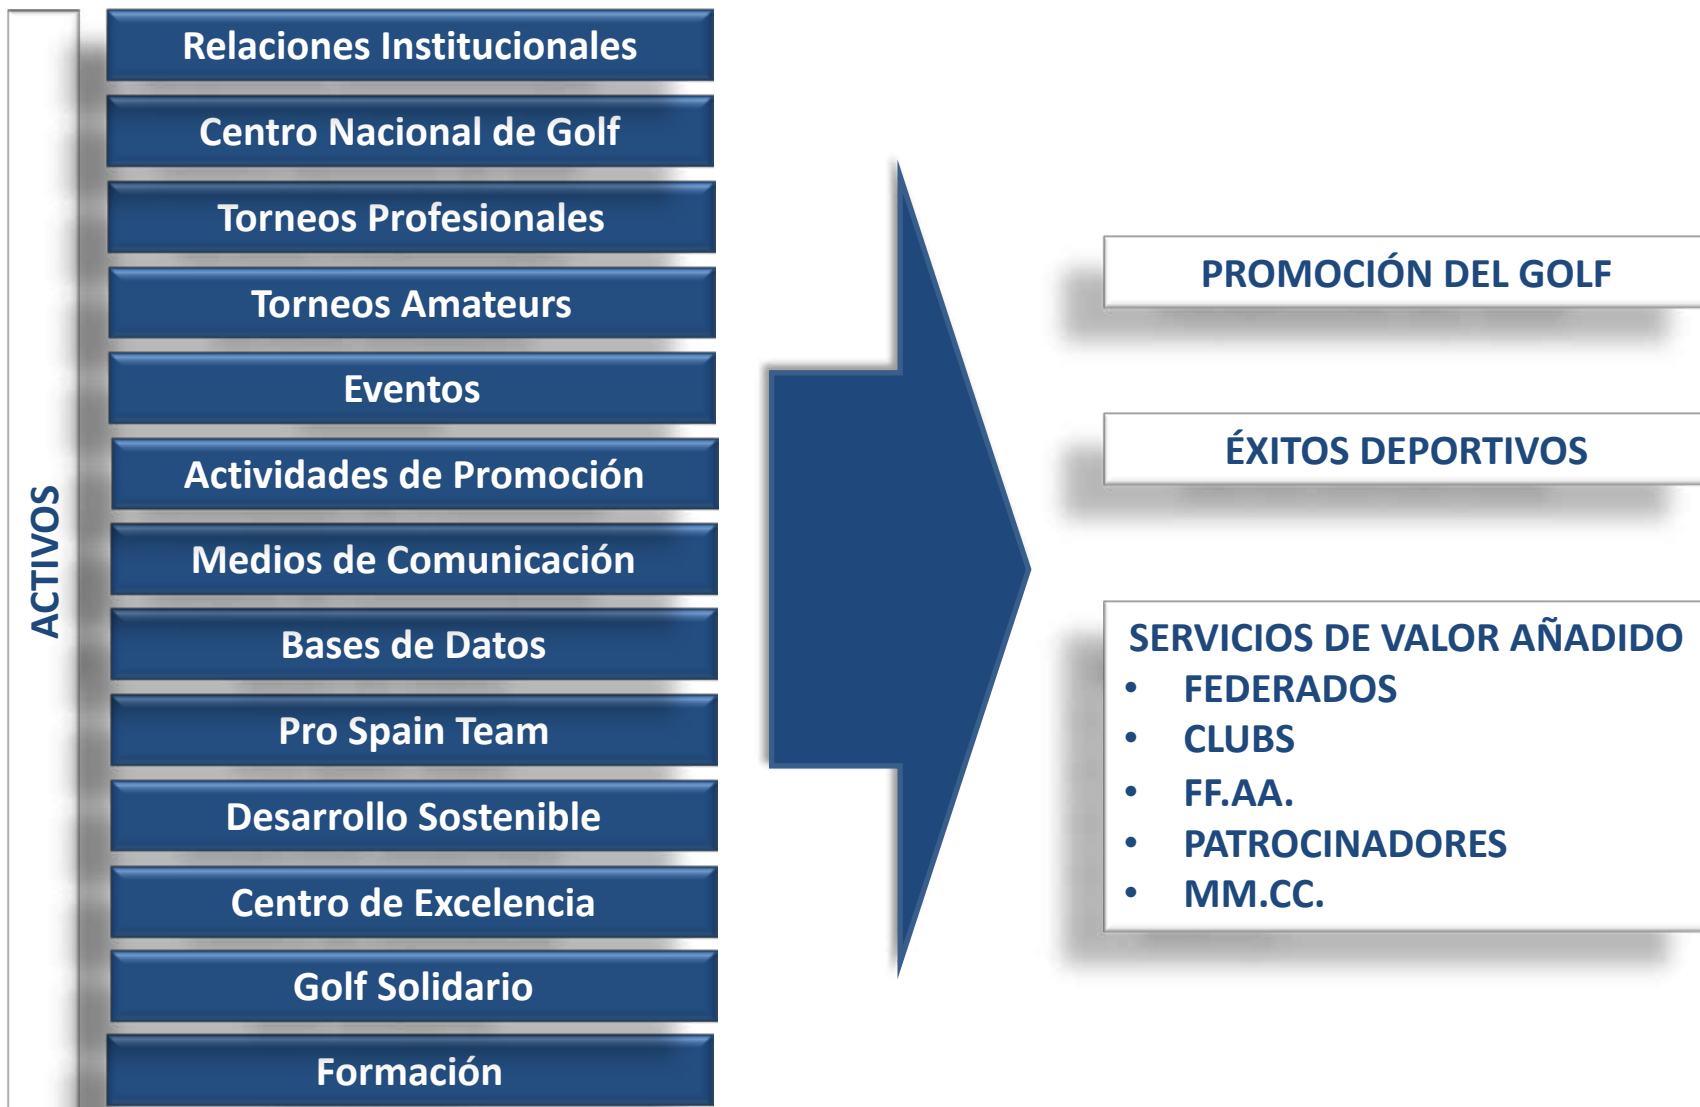 ACTIVOS
Relaciones Institucionales
Centro Nacional de Golf
Torneos Profesionales
Torneos Amateurs
Eventos
Actividades de Promoción
Medios de Comunicación
Bases de Datos
Pro Spain Team
Desarrollo Sostenible
Centro de Excelencia
Golf Solidario
Formación
PROMOCIÓN DEL GOLF
ÉXITOS DEPORTIVOS
SERVICIOS DE VALOR AÑADIDO
• FEDERADOS
• CLUBS
• FF.AA.
• PATROCINADORES
• MM.CC.